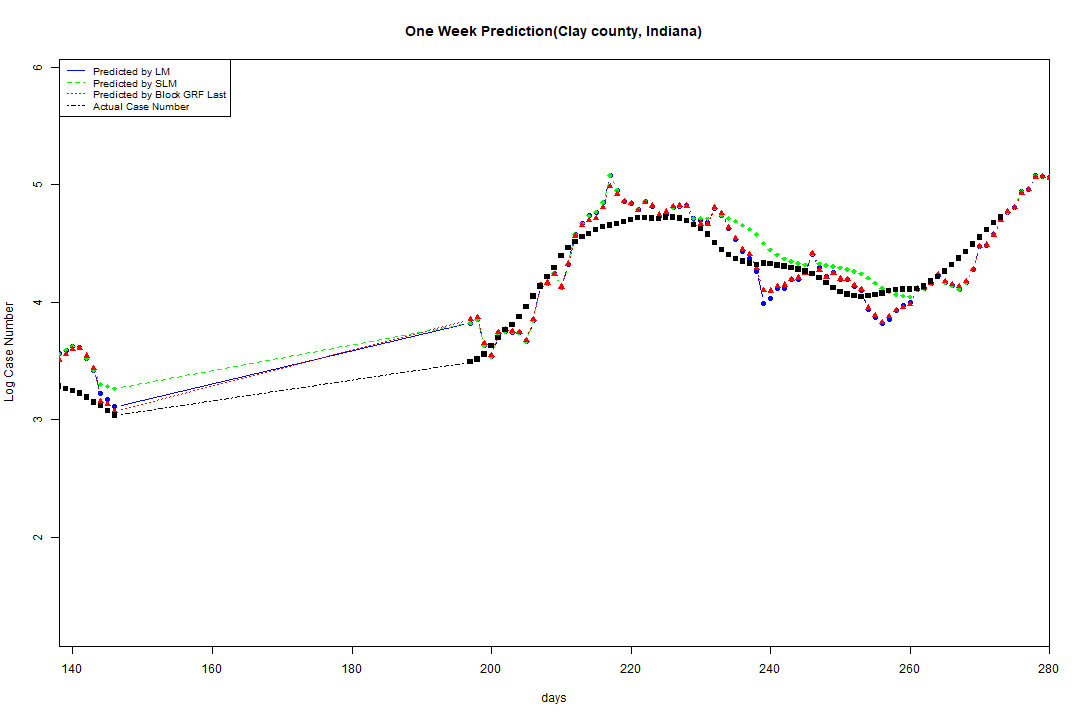 One Week Prediction(Clay county, Indiana)
Predicted by LM
Predicted by SLM
Predicted by Block GRF Last
Actual Case Number
Log Case Number
6
5
4
3
2
140 160 180 200 220 240 260 280
days